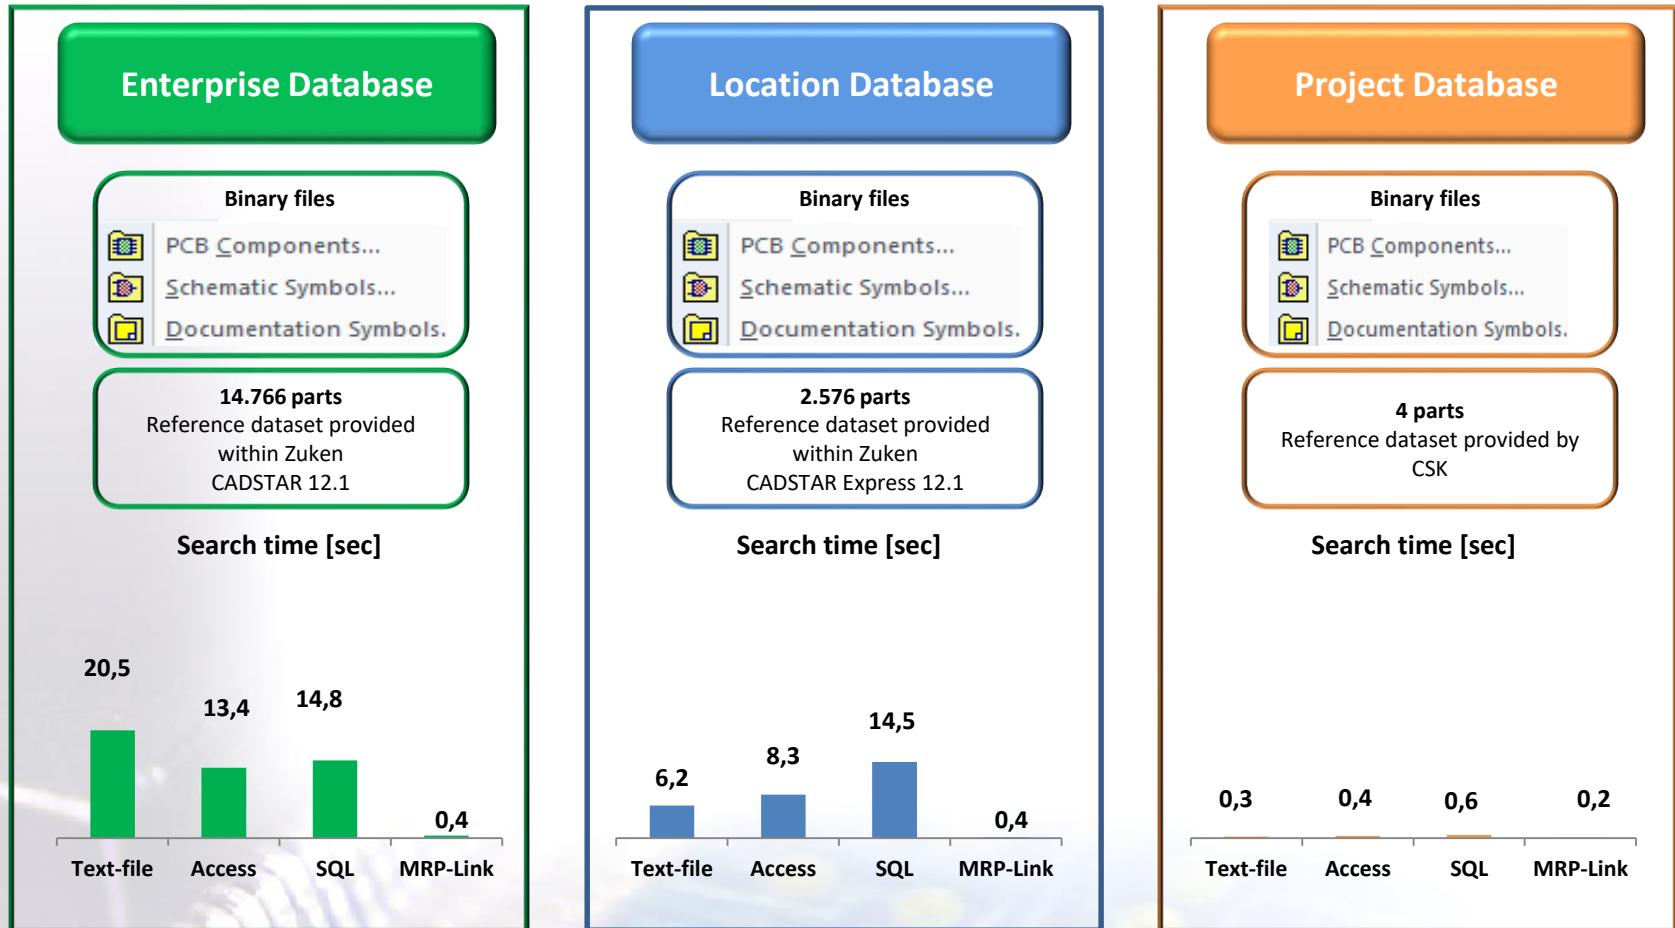 Enterprise Database
Binary files
PCB Components...
Schematic Symbols...
Documentation Symbols.
14.766 parts
Reference dataset provided
within Zuken
CADSTAR 12.1
Search time [sec]
20,5
13,4
14,8
0,4
Text-file
Access
SQL
MRP-Link
Location Database
Binary files
PCB Components...
Schematic Symbols...
Documentation Symbols.
2.576 parts
Reference dataset provided
within Zuken
CADSTAR Express 12.1
Search time [sec]
6,2
8,3
14,5
0,4
Text-file
Access
SQL
MRP-Link
Project Database
Binary files
PCB Components...
Schematic Symbols...
Documentation Symbols.
4 parts
Reference dataset provided by
CSK
Search time [sec]
0,3
0,4
0,6
0,2
Text-file
Access
SQL
MRP-Link